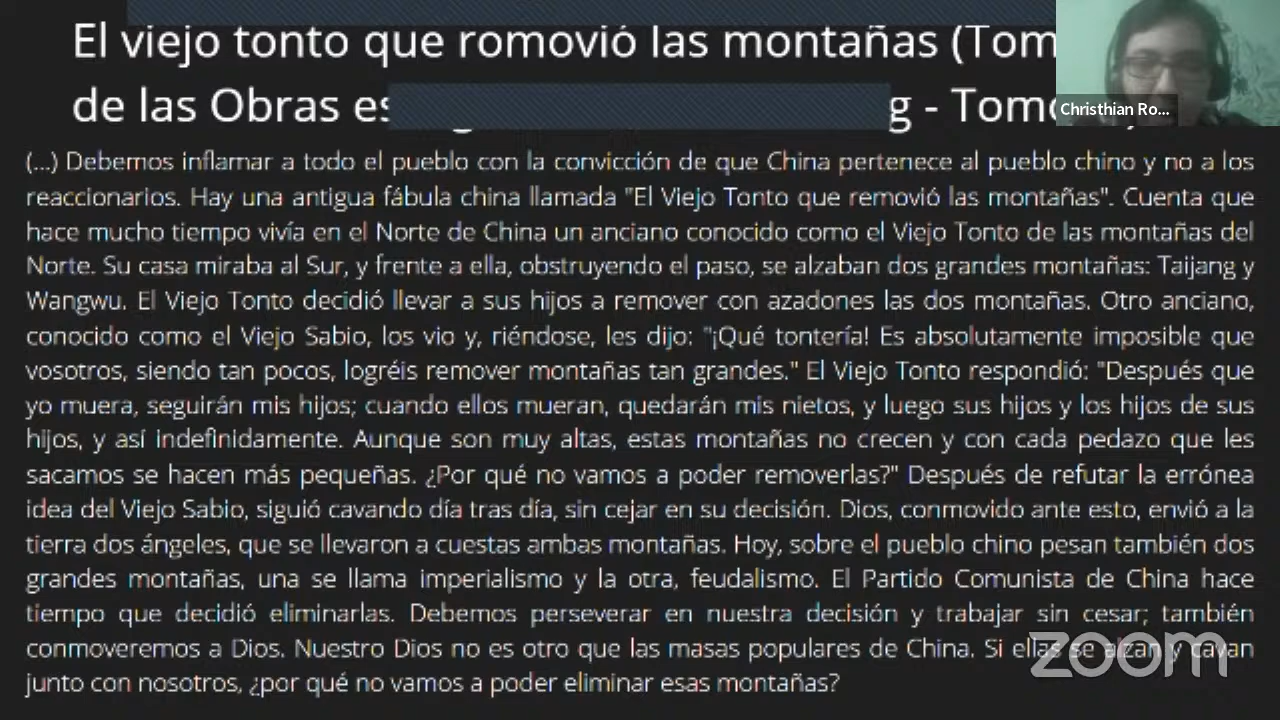 El viejo tonto que romovió las montañas (Tom
de las Obras es g - Tomo
Christhian Ro...
(...) Debemos inflamar a todo el pueblo con la convicción de que China pertenece al pueblo chino y no a los
reaccionarios. Hay una antigua fábula china llamada "El Viejo Tonto que removió las montañas". Cuenta que
hace mucho tiempo vivía en el Norte de China un anciano conocido como el Viejo Tonto de las montañas del
Norte. Su casa miraba al Sur, y frente a ella, obstruyendo el paso, se alzaban dos grandes montañas: Taijang y
Wangwu. El Viejo Tonto decidió llevar a sus hijos a remover con azadones las dos montañas. Otro anciano,
conocido como el Viejo Sabio, los vio y, riéndose, les dijo: "¡Qué tontería! Es absolutamente imposible que
vosotros, siendo tan pocos, logréis remover montañas tan grandes." El Viejo Tonto respondió: "Después que
yo muera, seguirán mis hijos; cuando ellos mueran, quedarán mis nietos, y luego sus hijos y los hijos de sus
hijos, y así indefinidamente. Aunque son muy altas, estas montañas no crecen y con cada pedazo que les
sacamos se hacen más pequeñas. ¿Por qué no vamos a poder removerlas?" Después de refutar la errónea
idea del Viejo Sabio, siguió cavando día tras día, sin cejar en su decisión. Dios, conmovido ante esto, envió a la
tierra dos ángeles, que se llevaron a cuestas ambas montañas. Hoy, sobre el pueblo chino pesan también dos
grandes montañas, una se llama imperialismo y la otra, feudalismo. El Partido Comunista de China hace
tiempo que decidió eliminarlas. Debemos perseverar en nuestra decisión y trabajar sin cesar; también
conmoveremos a Dios. Nuestro Dios no es otro que las masas populares de China. Si ellas se alzan y cavan
junto con nosotros, ¿por qué no vamos a poder eliminar esas montañas?
zoom